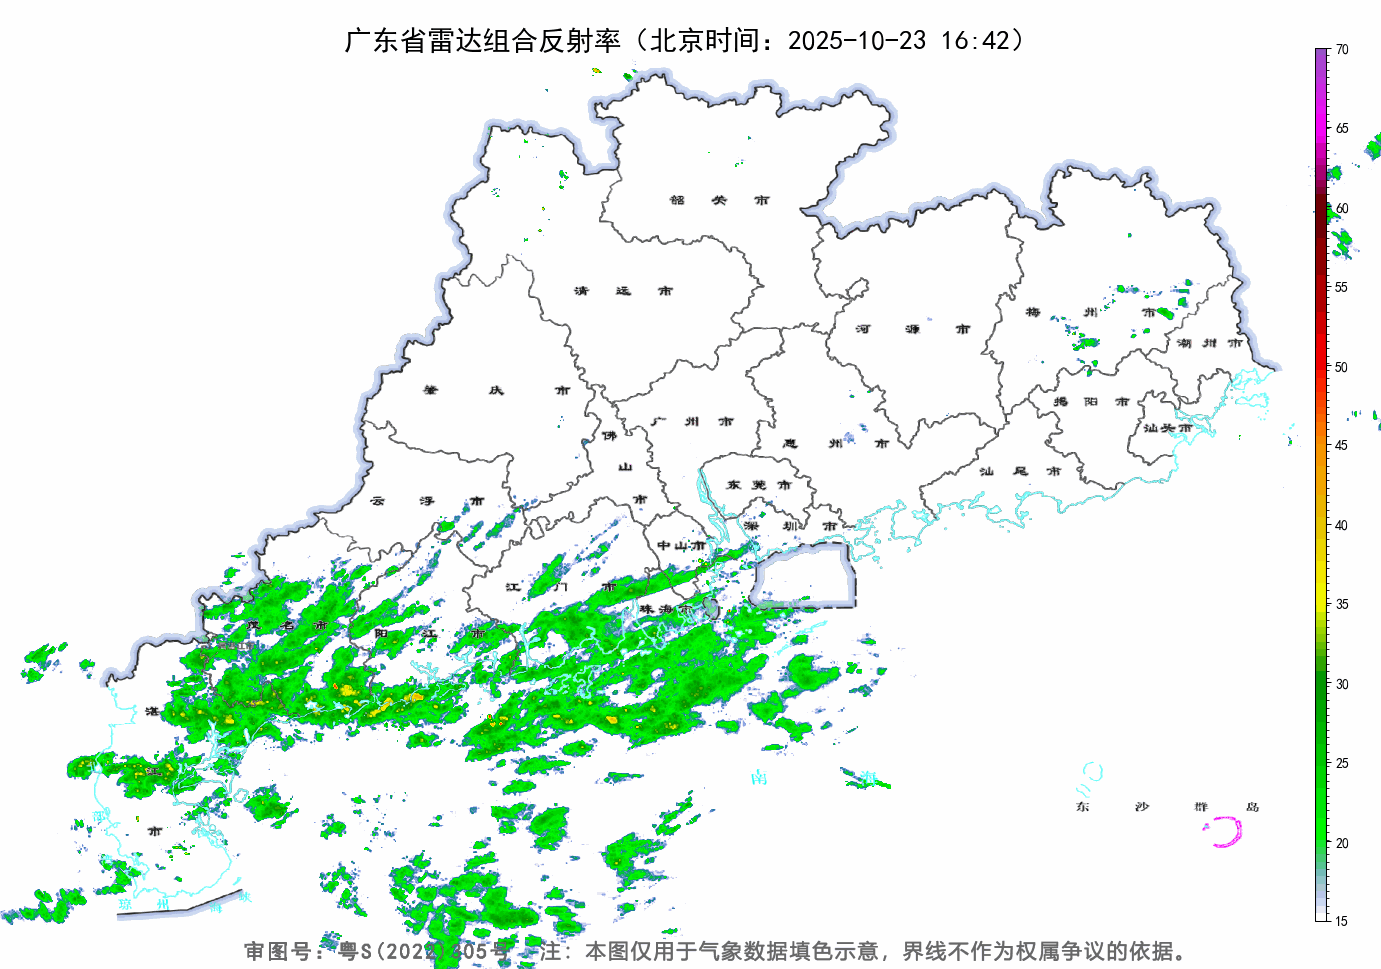 广东省雷达组合反射率（北京时间：2025-10-23 16:42）
70
65
60
55
50
45
40
35
30
25
20
15
韶关市
清远市
河源市
梅州市
潮州市
肇庆市
广州市
佛山市
惠州市
揭阳市
汕头市
汕尾市
云浮市
东莞市
深圳市
中山市
江门市
珠海市
茂名市
阳江市
湛江市
南海
东沙群岛
琼州海峡
审图号：粤S(2022)205号 注：本图仅用于气象数据填色示意，界线不作为权属争议的依据。